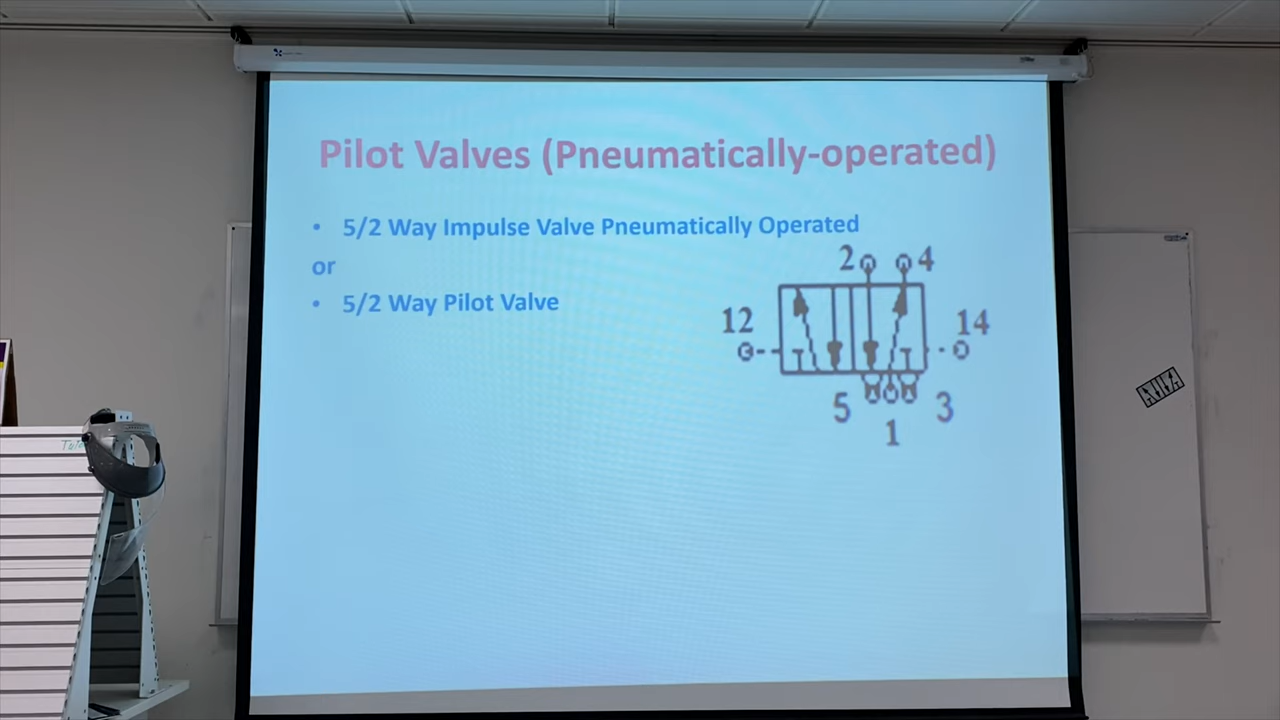 Pilot Valves (Pneumatically-operated)
• 5/2 Way Impulse Valve Pneumatically Operated
or
• 5/2 Way Pilot Valve
2 4
12 14
5 3
1